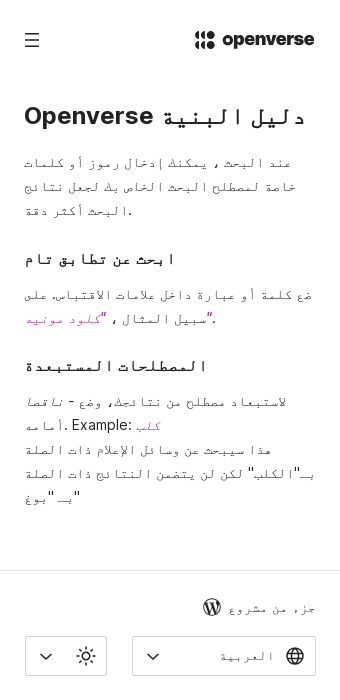 openverse
دليل البنية Openverse
عند البحث ، يمكنك إدخال رموز أو كلمات
خاصة لمصطلح البحث الخاص بك لجعل نتائج
البحث أكثر دقة.
ابحث عن تطابق تام
ضع كلمة أو عبارة داخل علامات الاقتباس. على
سبيل المثال ، "كلود مونيه".
المصطلحات المستبعدة
لاستبعاد مصطلح من نتائجك، وضع - ناقصا
أمامه. Example: كلب
هذا سيبحث عن وسائل الإعلام ذات الصلة
بـ"الكلب" لكن لن يتضمن النتائج ذات الصلة
بـ "بوغ"
جزء من مشروع
العربية